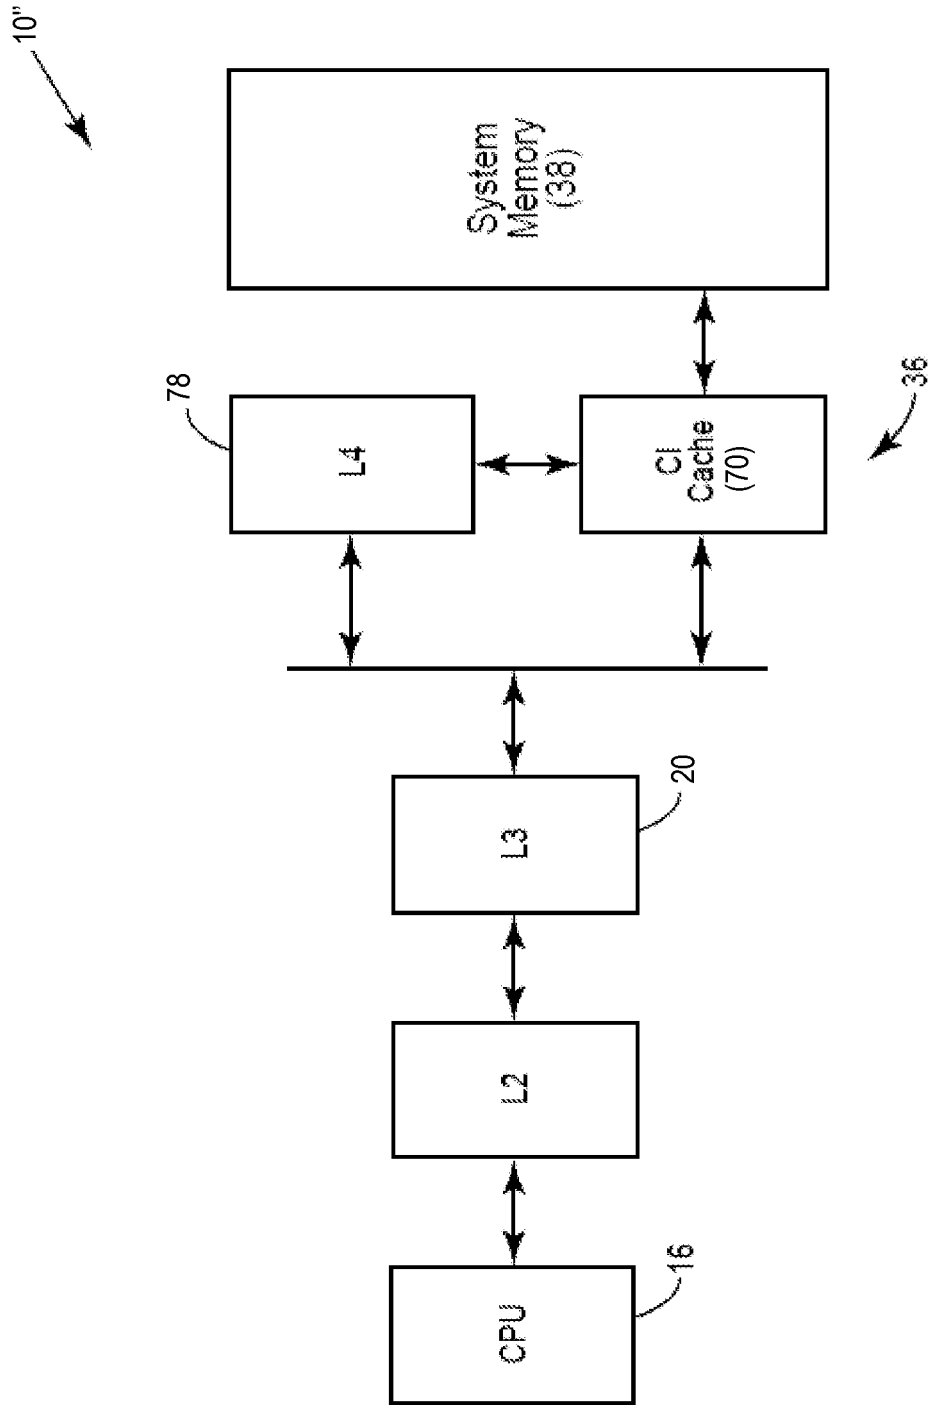 10"
System
Memory
(38)
78
L4
CI
Cache
(70)
36
L3
20
L2
CPU
16